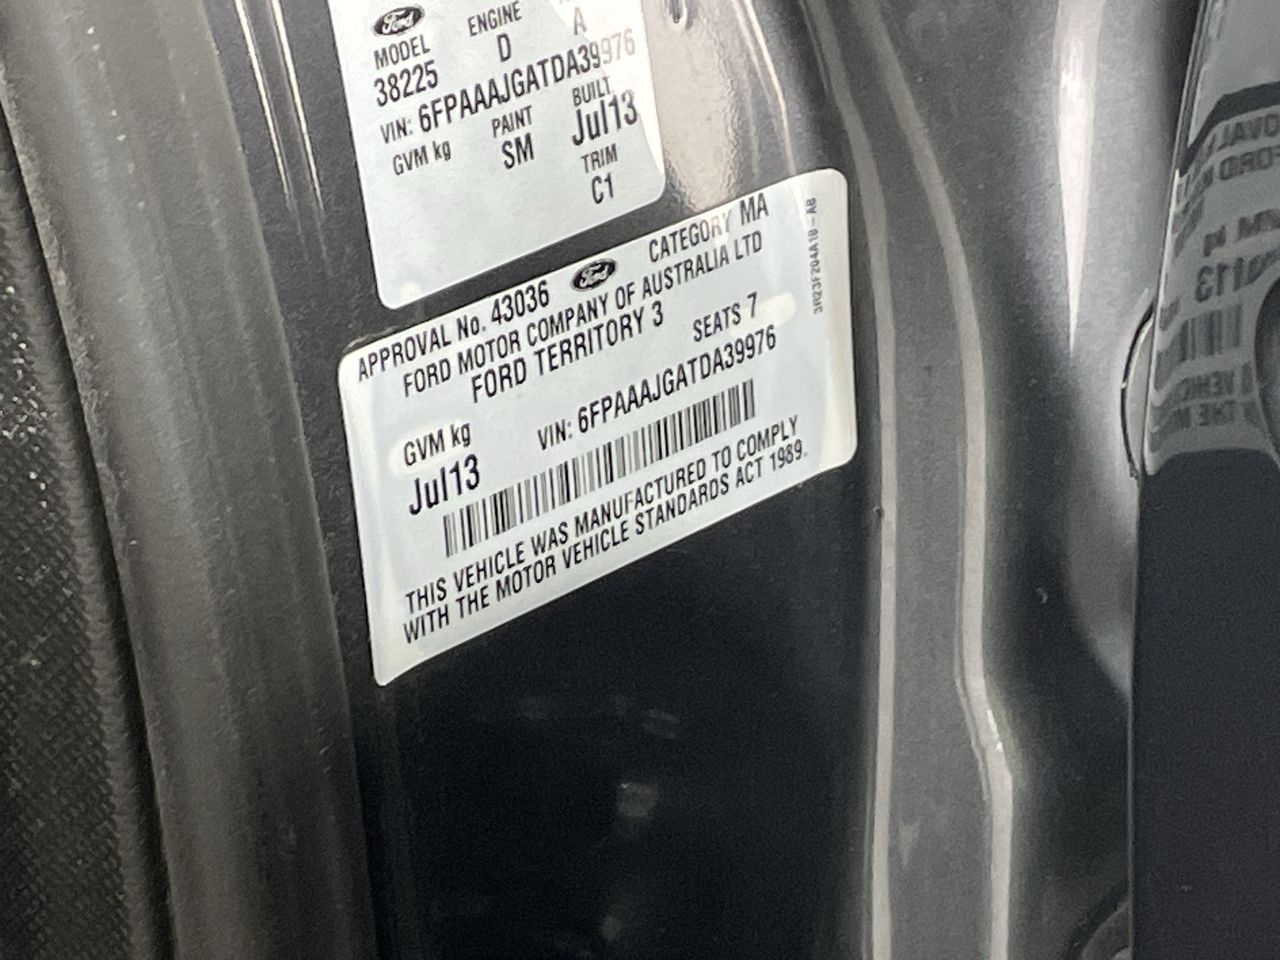 Ford
MODEL ENGINE
38225 D A
VIN: 6FPAAAJGATDA39976
GVM kg PAINT BUILT
SM Jul13
TRIM
C1
APPROVAL No. 43036 Ford CATEGORY MA
FORD MOTOR COMPANY OF AUSTRALIA LTD
FORD TERRITORY 3 SEATS 7
GVM kg VIN: 6FPAAAJGATDA39976
Jul13
THIS VEHICLE WAS MANUFACTURED TO COMPLY
WITH THE MOTOR VEHICLE STANDARDS ACT 1989.